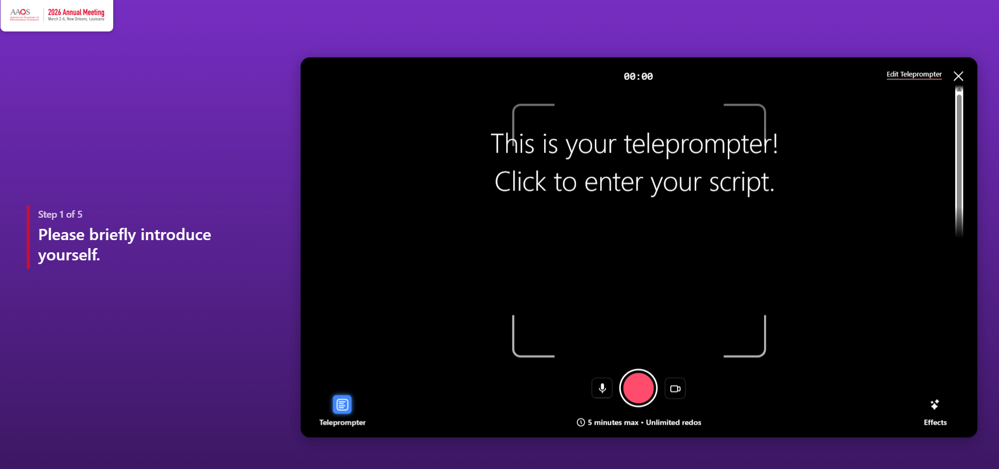 AAOS
AMERICAN ACADEMY OF
ORTHOPAEDIC SURGEONS
2026 Annual Meeting
March 2-6, New Orleans, Louisiana
00:00
Edit Teleprompter
This is your teleprompter!
Click to enter your script.
Step 1 of 5
Please briefly introduce
yourself.
Teleprompter
5 minutes max • Unlimited redos
Effects